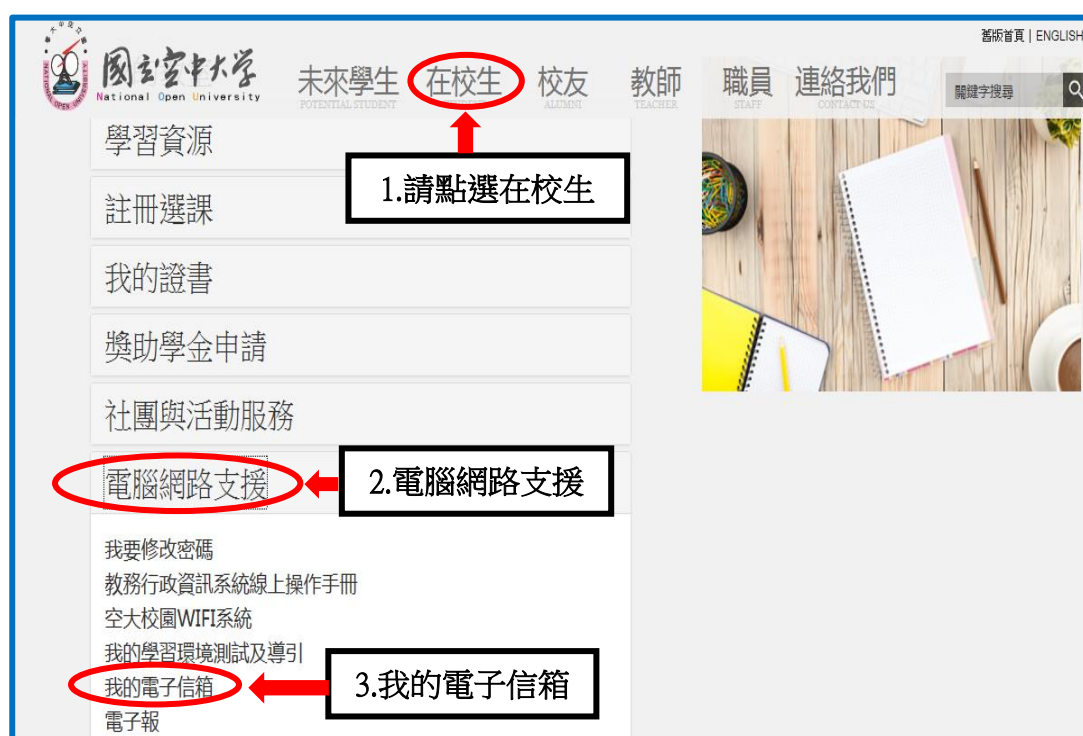 舊版首頁 | ENGLISH
國立空中大學
National Open University
未來學生 在校生 校友 教師 職員 連絡我們
POTENTIAL STUDENT ALUMNI TEACHER STAFF CONTACT US
關鍵字搜尋
學習資源
1.請點選在校生
註冊選課
我的證書
獎助學金申請
社團與活動服務
電腦網路支援
2.電腦網路支援
我要修改密碼
教務行政資訊系統線上操作手冊
空大校園WIFI系統
我的學習環境測試及導引
我的電子信箱
3.我的電子信箱
電子報